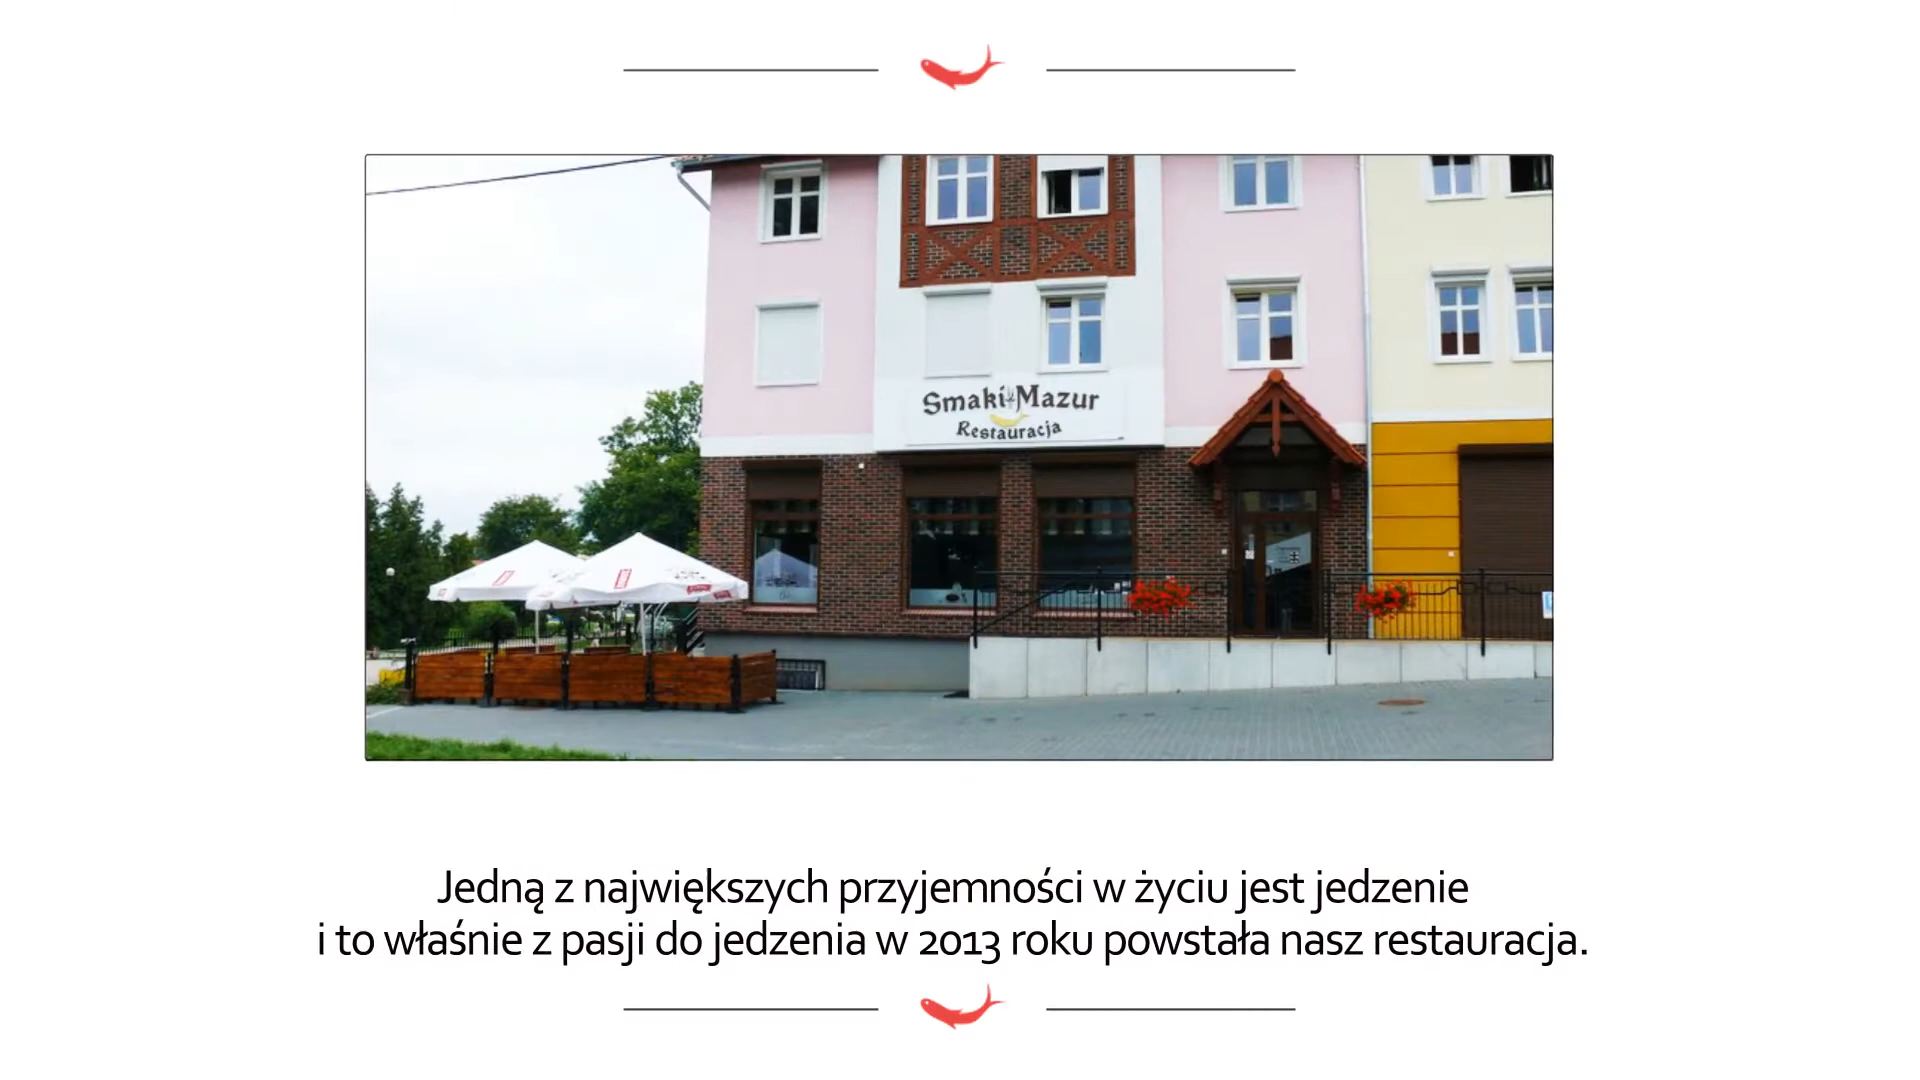 Smaki Mazur
Restauracja
Jedną z największych przyjemności w życiu jest jedzenie
i to właśnie z pasji do jedzenia w 2013 roku powstała nasz restauracja.